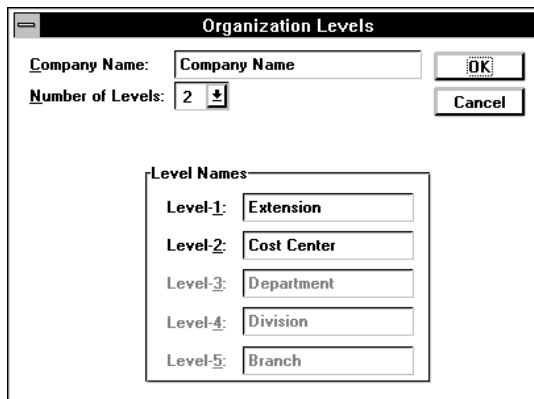 Organization Levels
Company Name: Company Name OK
Number of Levels: 2 Cancel
Level Names
Level-1: Extension
Level-2: Cost Center
Level-3: Department
Level-4: Division
Level-5: Branch